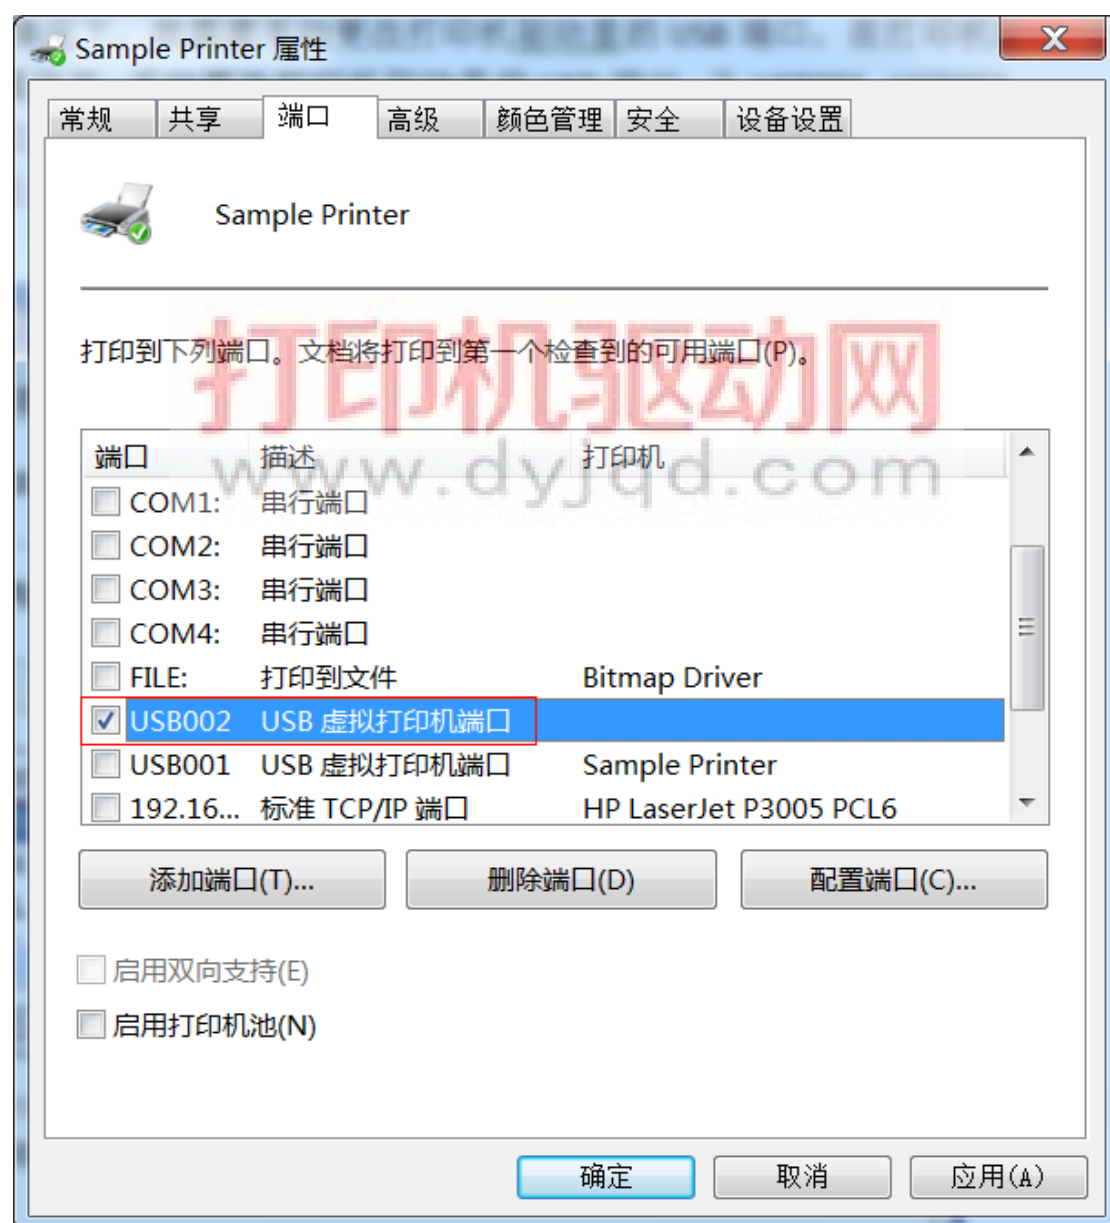 Sample Printer 属性
常规 共享 端口 高级 颜色管理 安全 设备设置
Sample Printer
打印到下列端口。文档将打印到第一个检查到的可用端口(P)。
打印机驱动网
www.dyjqd.com
端口 描述 打印机
COM1: 串行端口
COM2: 串行端口
COM3: 串行端口
COM4: 串行端口
FILE: 打印到文件 Bitmap Driver
USB002 USB 虚拟打印机端口
USB001 USB 虚拟打印机端口 Sample Printer
192.16... 标准 TCP/IP 端口 HP LaserJet P3005 PCL6
添加端口(T)... 删除端口(D) 配置端口(C)...
启用双向支持(E)
启用打印机池(N)
确定 取消 应用(A)